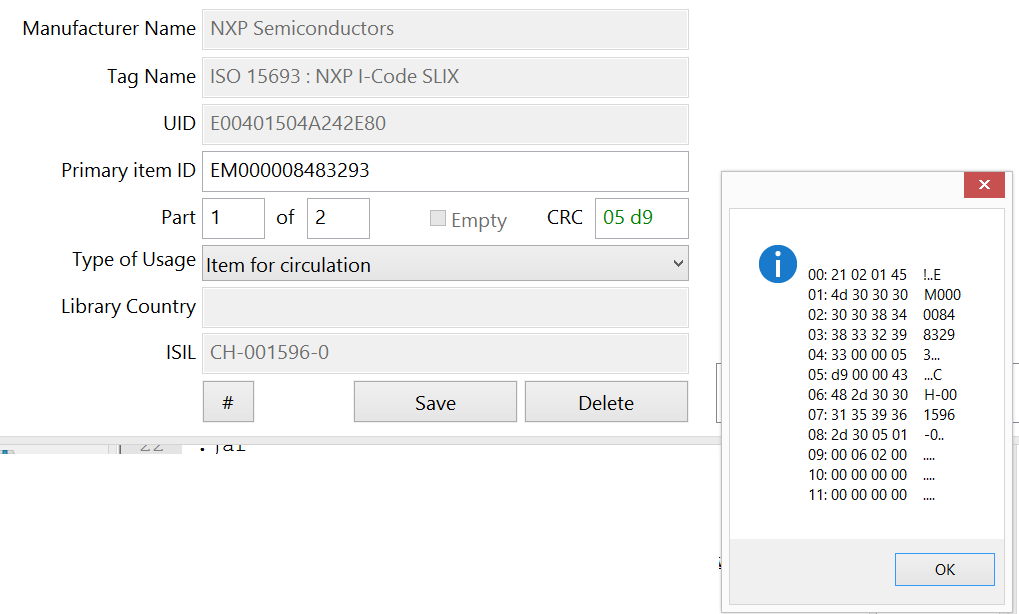 Manufacturer Name NXP Semiconductors
Tag Name ISO 15693 : NXP I-Code SLIX
UID E00401504A242E80
Primary item ID EM000008483293
Part 1 of 2 Empty CRC 05 d9
Type of Usage Item for circulation
Library Country
ISIL CH-001596-0
# Save Delete
22 .jar
00: 21 02 01 45 !..E
01: 4d 30 30 30 M000
02: 30 30 38 34 0084
03: 38 33 32 39 8329
04: 33 00 00 05 3...
05: d9 00 00 43 ...C
06: 48 2d 30 30 H-00
07: 31 35 39 36 1596
08: 2d 30 05 01 -0..
09: 00 06 02 00 ....
10: 00 00 00 00 ....
11: 00 00 00 00 ....
OK